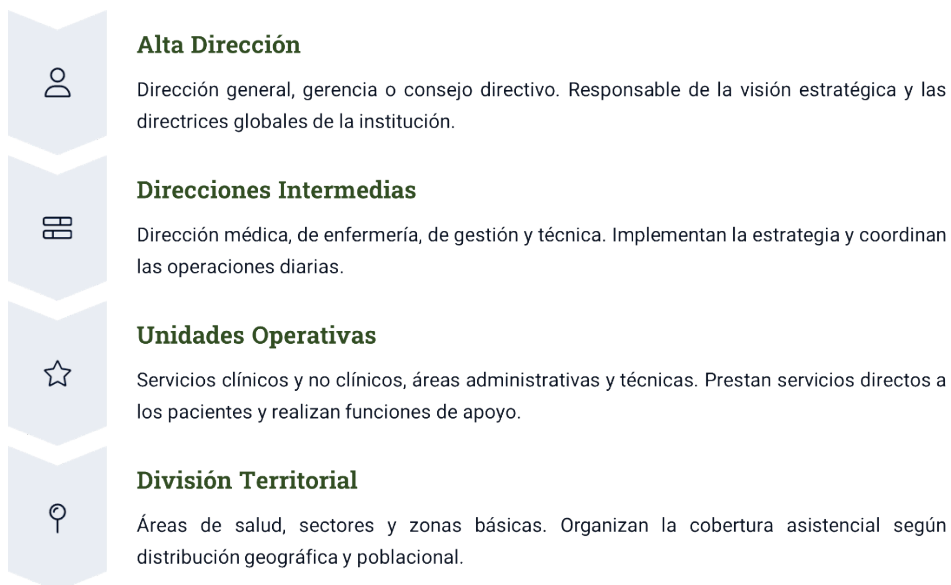 Alta Dirección
Dirección general, gerencia o consejo directivo. Responsable de la visión estratégica y las
directrices globales de la institución.
Direcciones Intermedias
Dirección médica, de enfermería, de gestión y técnica. Implementan la estrategia y coordinan
las operaciones diarias.
Unidades Operativas
Servicios clínicos y no clínicos, áreas administrativas y técnicas. Prestan servicios directos a
los pacientes y realizan funciones de apoyo.
División Territorial
Áreas de salud, sectores y zonas básicas. Organizan la cobertura asistencial según
distribución geográfica y poblacional.